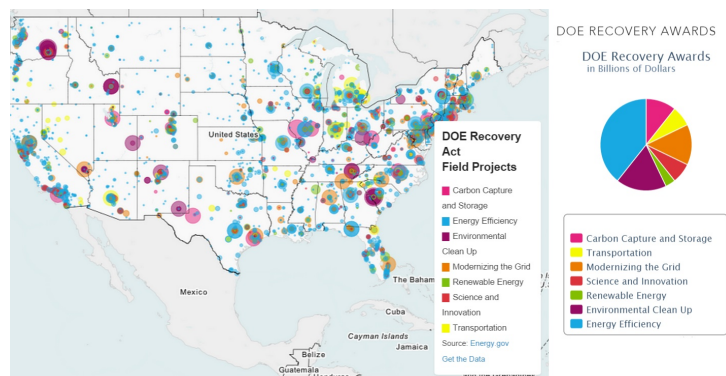 United States
Mexico
Cuba
The Baham
Cayman Islands
Jamaica
Belize
Guatemala
DOE Recovery
Act
Field Projects
Carbon Capture
and Storage
Energy Efficiency
Environmental
Clean Up
Modernizing the Grid
Renewable Energy
Science and
Innovation
Transportation
Source: Energy.gov
Get the Data
DOE RECOVERY AWARDS
DOE Recovery Awards
in Billions of Dollars
Carbon Capture and Storage
Transportation
Modernizing the Grid
Science and Innovation
Renewable Energy
Environmental Clean Up
Energy Efficiency